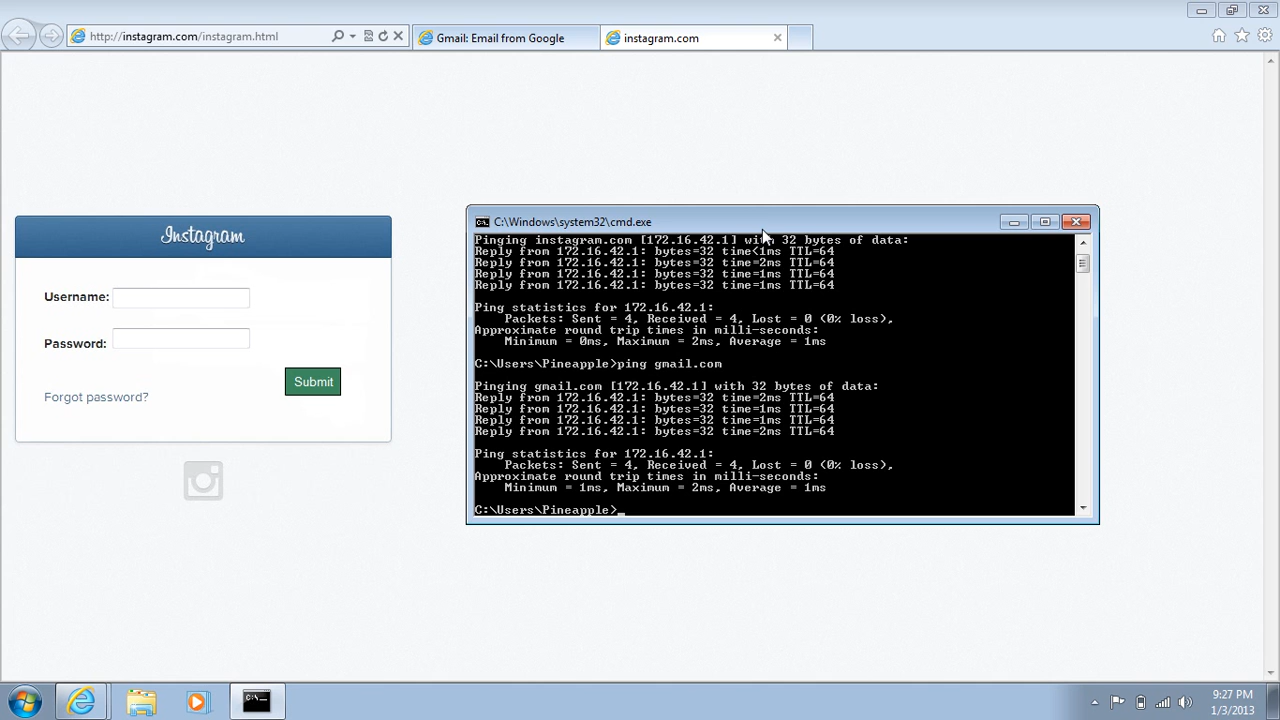 http://instagram.com/instagram.html
Gmail: Email from Google
instagram.com
Instagram
Username:
Password:
Submit
Forgot password?
C:\Windows\system32\cmd.exe
Pinging instagram.com [172.16.42.1] with 32 bytes of data:
Reply from 172.16.42.1: bytes=32 time<1ms TTL=64
Reply from 172.16.42.1: bytes=32 time=2ms TTL=64
Reply from 172.16.42.1: bytes=32 time=1ms TTL=64
Reply from 172.16.42.1: bytes=32 time=1ms TTL=64
Ping statistics for 172.16.42.1:
Packets: Sent = 4, Received = 4, Lost = 0 (0% loss),
Approximate round trip times in milli-seconds:
Minimum = 0ms, Maximum = 2ms, Average = 1ms
C:\Users\Pineapple>ping gmail.com
Pinging gmail.com [172.16.42.1] with 32 bytes of data:
Reply from 172.16.42.1: bytes=32 time=2ms TTL=64
Reply from 172.16.42.1: bytes=32 time=1ms TTL=64
Reply from 172.16.42.1: bytes=32 time=1ms TTL=64
Reply from 172.16.42.1: bytes=32 time=2ms TTL=64
Ping statistics for 172.16.42.1:
Packets: Sent = 4, Received = 4, Lost = 0 (0% loss),
Approximate round trip times in milli-seconds:
Minimum = 1ms, Maximum = 2ms, Average = 1ms
C:\Users\Pineapple>_
9:27 PM
1/3/2013